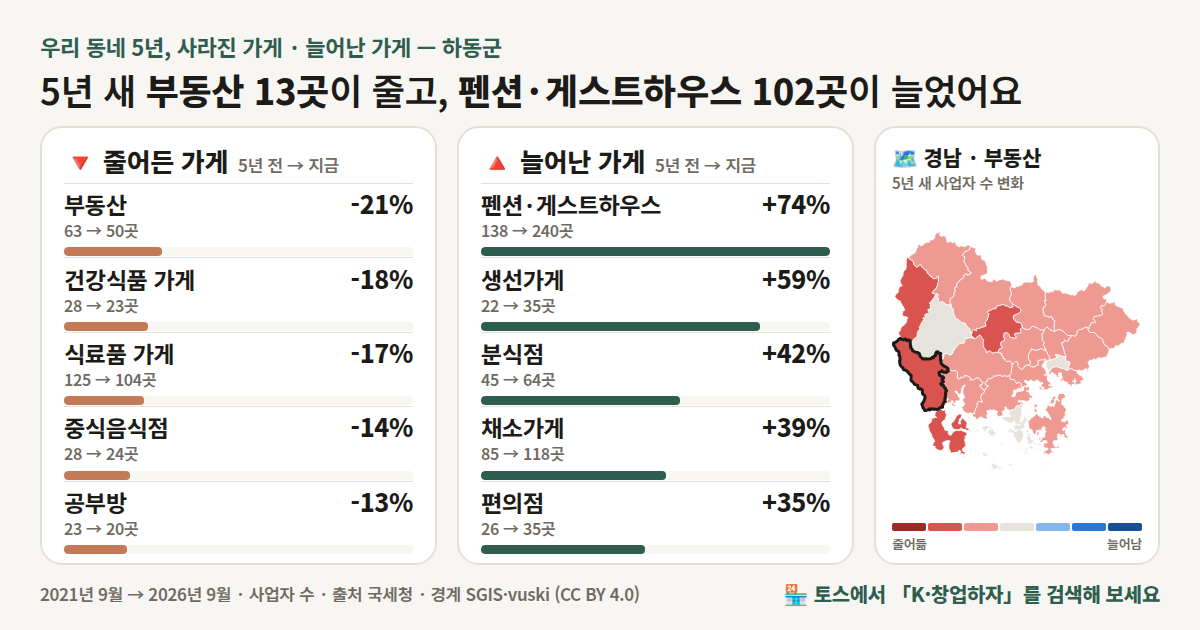 우리 동네 5년, 사라진 가게 · 늘어난 가게 — 하동군
5년 새 부동산 13곳이 줄고, 펜션·게스트하우스 102곳이 늘었어요
줄어든 가게 5년 전 → 지금
부동산 -21%
63 → 50곳
건강식품 가게 -18%
28 → 23곳
식료품 가게 -17%
125 → 104곳
중식음식점 -14%
28 → 24곳
공부방 -13%
23 → 20곳
늘어난 가게 5년 전 → 지금
펜션·게스트하우스 +74%
138 → 240곳
생선가게 +59%
22 → 35곳
분식점 +42%
45 → 64곳
채소가게 +39%
85 → 118곳
편의점 +35%
26 → 35곳
경남 · 부동산
5년 새 사업자 수 변화
줄어듦 늘어남
2021년 9월 → 2026년 9월 · 사업자 수 · 출처 국세청 · 경계 SGIS·vuski (CC BY 4.0)
토스에서 「K·창업하자」를 검색해 보세요